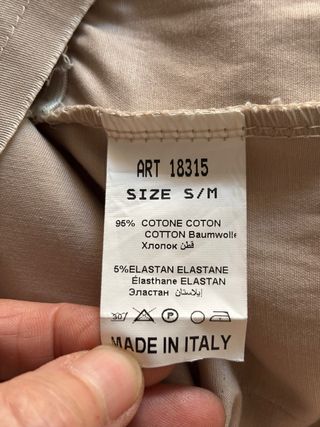 ART 18315
SIZE S/M
95% COTONE COTON
COTTON Baumwolle
Хлопок قطن
5%ELASTAN ELASTANE
Élasthane ELASTAN
Эластан إيلاستان
30° P
MADE IN ITALY